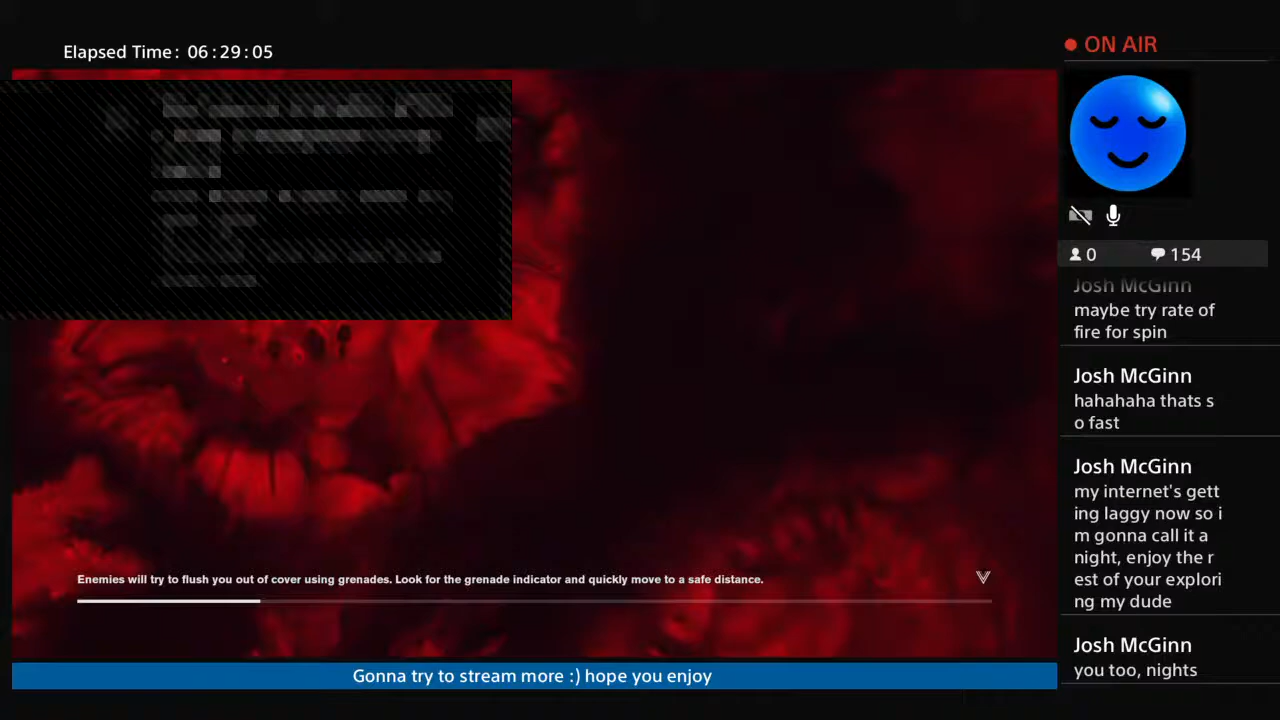 Elapsed Time: 06:29:05
ON AIR
0 154
Josh McGinn
maybe try rate of
fire for spin
Josh McGinn
hahahaha thats s
o fast
Josh McGinn
my internet's gett
ing laggy now so i
m gonna call it a
night, enjoy the r
est of your explori
ng my dude
Josh McGinn
you too, nights
Enemies will try to flush you out of cover using grenades. Look for the grenade indicator and quickly move to a safe distance.
Gonna try to stream more :) hope you enjoy